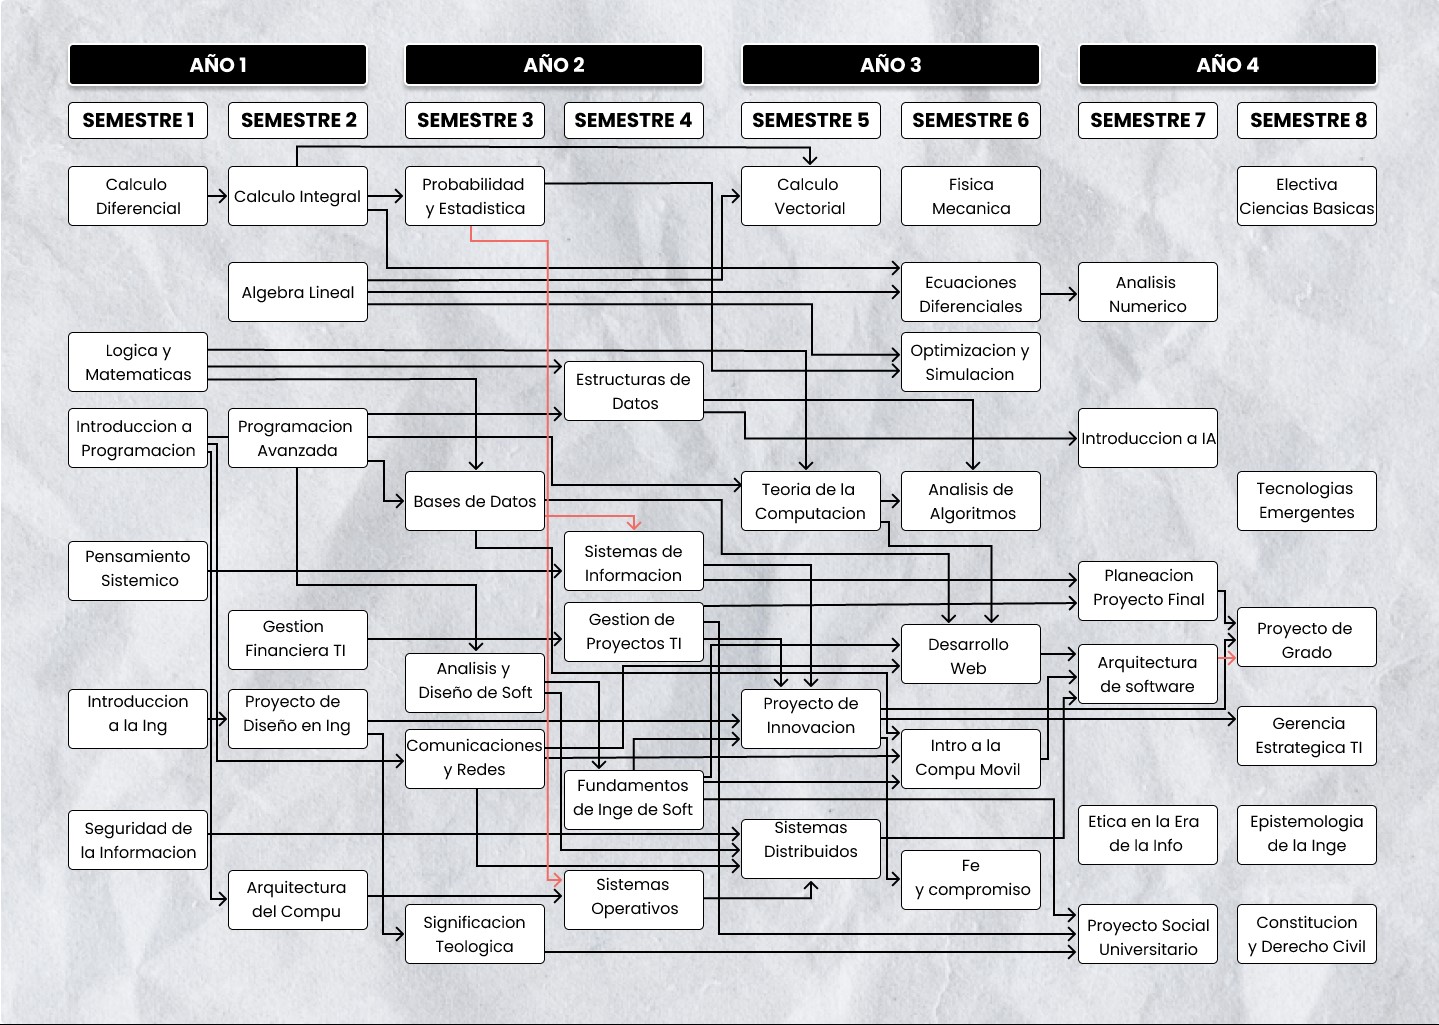 AÑO 1
AÑO 2
AÑO 3
AÑO 4
SEMESTRE 1
SEMESTRE 2
SEMESTRE 3
SEMESTRE 4
SEMESTRE 5
SEMESTRE 6
SEMESTRE 7
SEMESTRE 8
Calculo
Diferencial
Calculo Integral
Probabilidad
y Estadistica
Calculo
Vectorial
Fisica
Mecanica
Electiva
Ciencias Basicas
Algebra Lineal
Ecuaciones
Diferenciales
Analisis
Numerico
Logica y
Matematicas
Estructuras de
Datos
Optimizacion y
Simulacion
Introduccion a
Programacion
Programacion
Avanzada
Introduccion a IA
Bases de Datos
Teoria de la
Computacion
Analisis de
Algoritmos
Tecnologias
Emergentes
Pensamiento
Sistemico
Sistemas de
Informacion
Planeacion
Proyecto Final
Gestion
Financiera TI
Gestion de
Proyectos TI
Desarrollo
Web
Proyecto de
Grado
Analisis y
Diseño de Soft
Arquitectura
de software
Introduccion
a la Ing
Proyecto de
Diseño en Ing
Proyecto de
Innovacion
Gerencia
Estrategica TI
Comunicaciones
y Redes
Intro a la
Compu Movil
Fundamentos
de Inge de Soft
Seguridad de
la Informacion
Sistemas
Distribuidos
Etica en la Era
de la Info
Epistemologia
de la Inge
Fe
y compromiso
Arquitectura
del Compu
Sistemas
Operativos
Significacion
Teologica
Proyecto Social
Universitario
Constitucion
y Derecho Civil